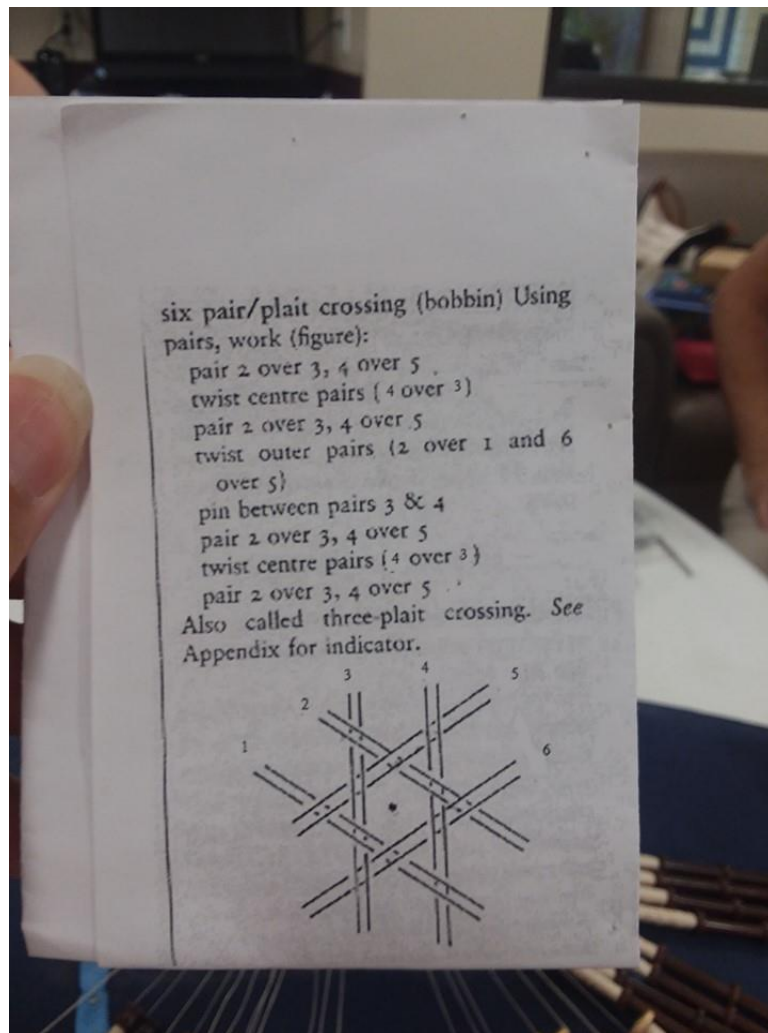 six pair/plait crossing (bobbin) Using
pairs, work (figure):
pair 2 over 3, 4 over 5
twist centre pairs (4 over 3)
pair 2 over 3, 4 over 5
twist outer pairs (2 over 1 and 6
over 5)
pin between pairs 3 & 4
pair 2 over 3, 4 over 5
twist centre pairs (4 over 3)
pair 2 over 3, 4 over 5
Also called three-plait crossing. See
Appendix for indicator.
3 4 5
2
1 6